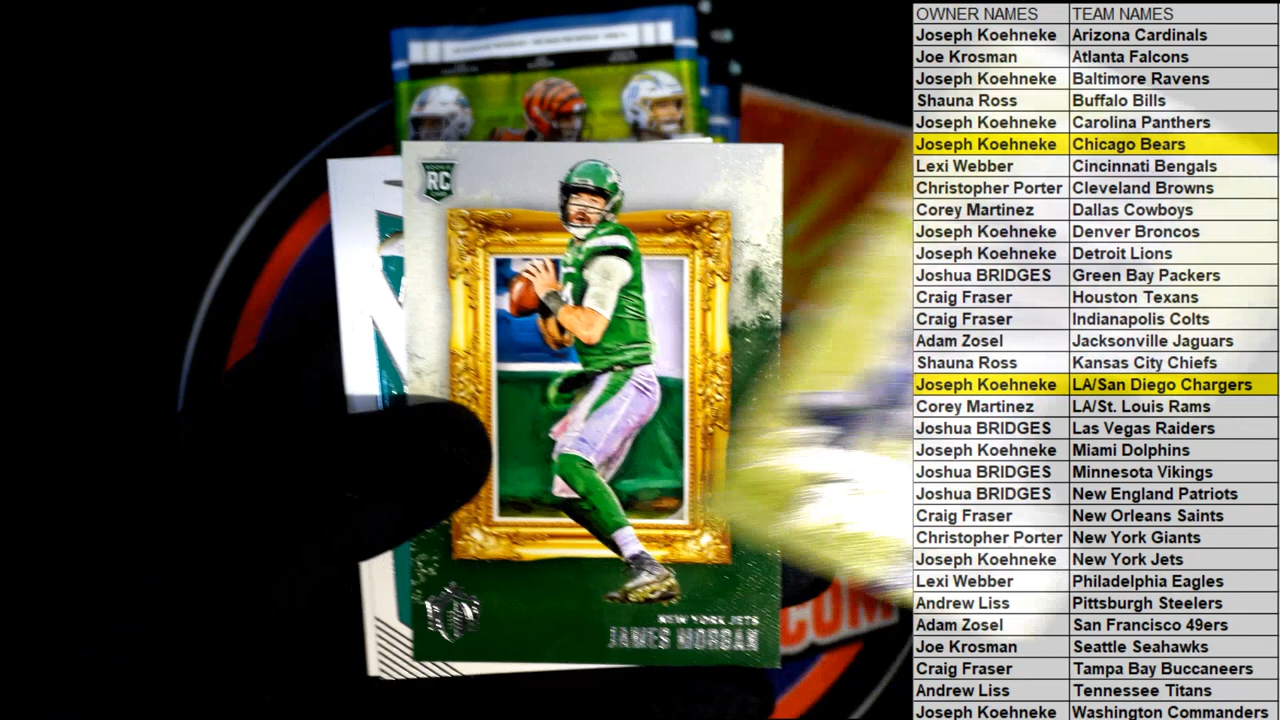 OWNER NAMES TEAM NAMES
Joseph Koehneke Arizona Cardinals
Joe Krosman Atlanta Falcons
Joseph Koehneke Baltimore Ravens
Shauna Ross Buffalo Bills
Joseph Koehneke Carolina Panthers
Joseph Koehneke Chicago Bears
Lexi Webber Cincinnati Bengals
Christopher Porter Cleveland Browns
Corey Martinez Dallas Cowboys
Joseph Koehneke Denver Broncos
Joseph Koehneke Detroit Lions
Joshua BRIDGES Green Bay Packers
Craig Fraser Houston Texans
Craig Fraser Indianapolis Colts
Adam Zosel Jacksonville Jaguars
Shauna Ross Kansas City Chiefs
Joseph Koehneke LA/San Diego Chargers
Corey Martinez LA/St. Louis Rams
Joshua BRIDGES Las Vegas Raiders
Joseph Koehneke Miami Dolphins
Joshua BRIDGES Minnesota Vikings
Joshua BRIDGES New England Patriots
Craig Fraser New Orleans Saints
Christopher Porter New York Giants
Joseph Koehneke New York Jets
Lexi Webber Philadelphia Eagles
Andrew Liss Pittsburgh Steelers
Adam Zosel San Francisco 49ers
Joe Krosman Seattle Seahawks
Craig Fraser Tampa Bay Buccaneers
Andrew Liss Tennessee Titans
Joseph Koehneke Washington Commanders
RC
NEW YORK JETS
JAMES MORGAN
.COM